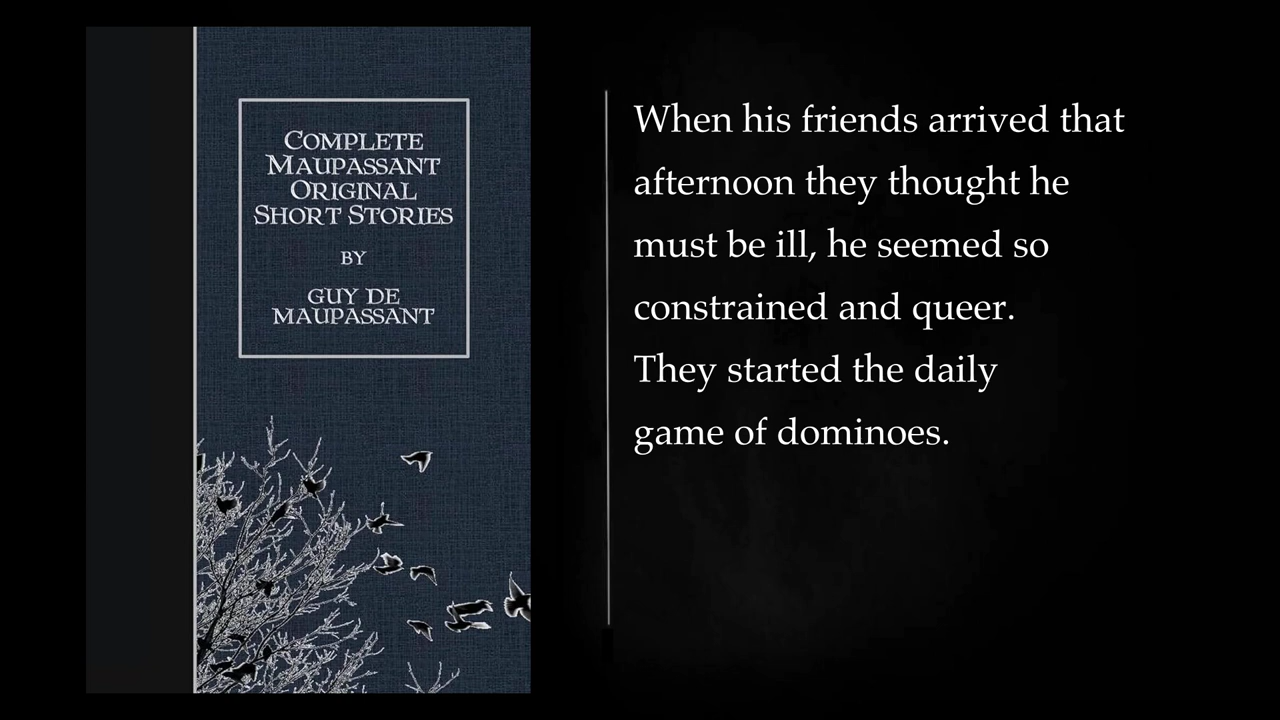 COMPLETE
MAUPASSANT
ORIGINAL
SHORT STORIES
BY
GUY DE
MAUPASSANT
When his friends arrived that
afternoon they thought he
must be ill, he seemed so
constrained and queer.
They started the daily
game of dominoes.